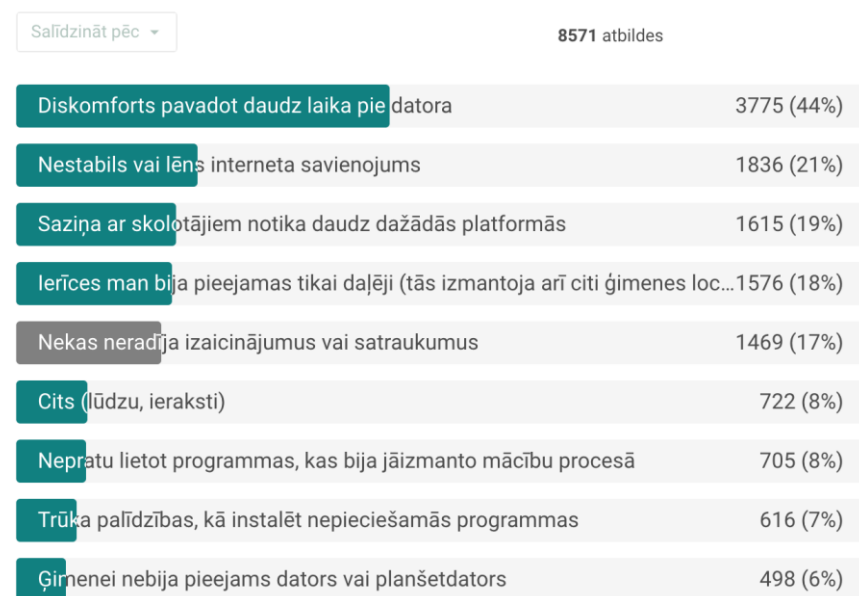 Salīdzināt pēc
8571 atbildes
Diskomforts pavadot daudz laika pie datora 3775 (44%)
Nestabils vai lēns interneta savienojums 1836 (21%)
Saziņa ar skolotājiem notika daudz dažādās platformās 1615 (19%)
Ierīces man bija pieejamas tikai daļēji (tās izmantoja arī citi ģimenes loc... 1576 (18%)
Nekas neradīja izaicinājumus vai satraukumus 1469 (17%)
Cits (lūdzu, ieraksti) 722 (8%)
Nepratu lietot programmas, kas bija jāizmanto mācību procesā 705 (8%)
Trūka palīdzības, kā instalēt nepieciešamās programmas 616 (7%)
Ģimenei nebija pieejams dators vai planšetdators 498 (6%)